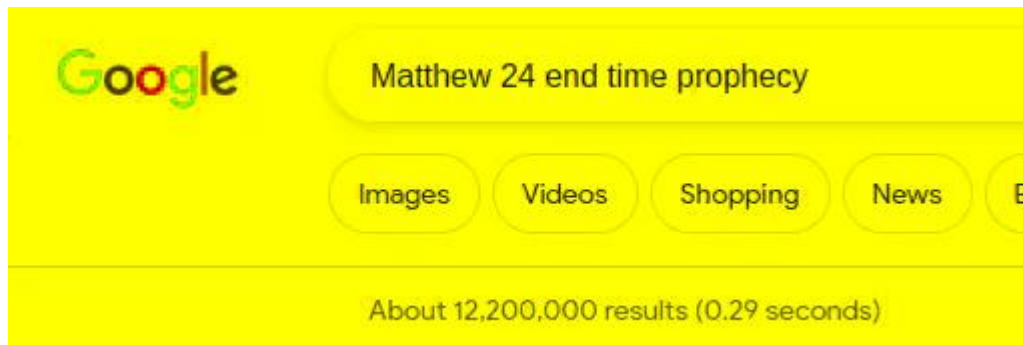 Google
Matthew 24 end time prophecy
Images Videos Shopping News
About 12,200,000 results (0.29 seconds)